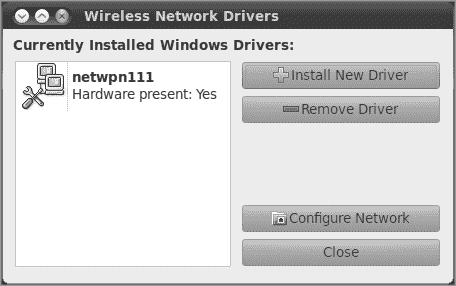 Wireless Network Drivers
Currently Installed Windows Drivers:
netwpn111
Hardware present: Yes
Install New Driver
Remove Driver
Configure Network
Close